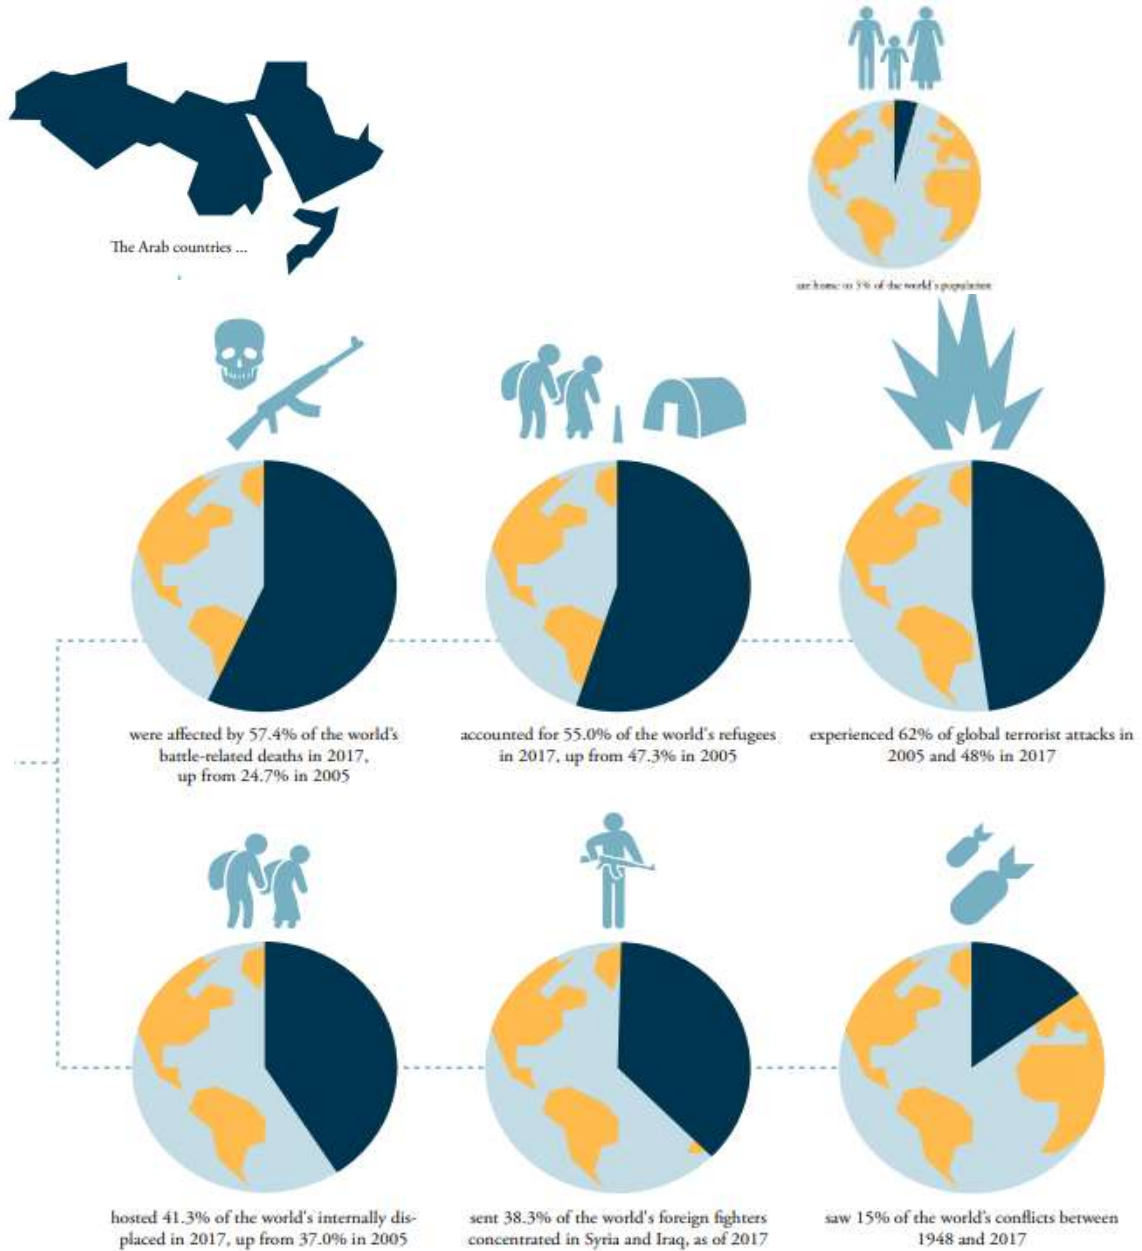 The Arab countries ...
are home to 5% of the world's population
were affected by 57.4% of the world's
battle-related deaths in 2017,
up from 24.7% in 2005
accounted for 55.0% of the world's refugees
in 2017, up from 47.3% in 2005
experienced 62% of global terrorist attacks in
2005 and 48% in 2017
hosted 41.3% of the world's internally dis-
placed in 2017, up from 37.0% in 2005
sent 38.3% of the world's foreign fighters
concentrated in Syria and Iraq, as of 2017
saw 15% of the world's conflicts between
1948 and 2017